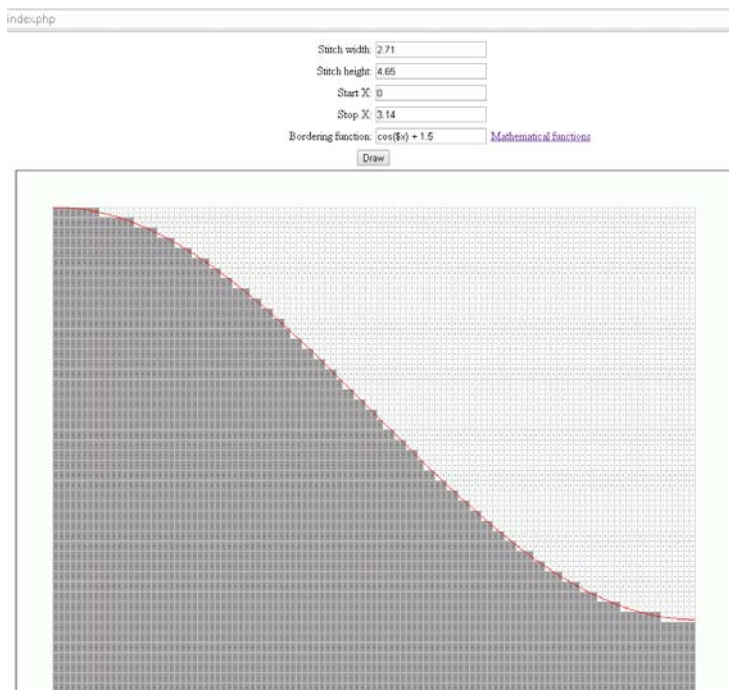 index.php
Stitch width: 2.71
Stitch height: 4.65
Start X: 0
Stop X: 3.14
Bordering function: cos($x) + 1.5 Mathematical functions
Draw